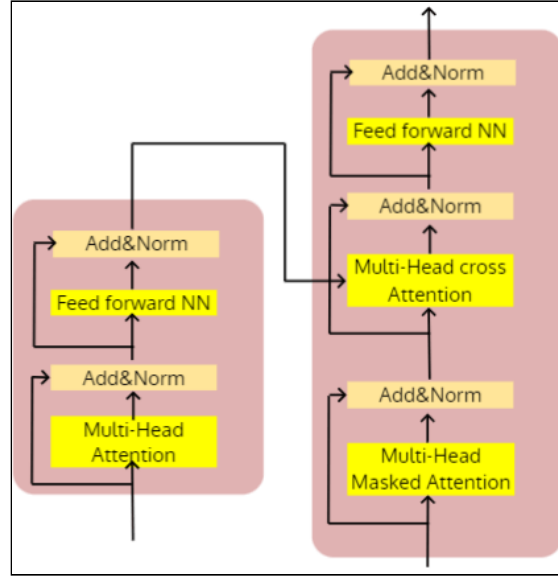 Add&Norm
Feed forward NN
Add&Norm
Multi-Head
Attention
Add&Norm
Feed forward NN
Add&Norm
Multi-Head cross
Attention
Add&Norm
Multi-Head
Masked Attention